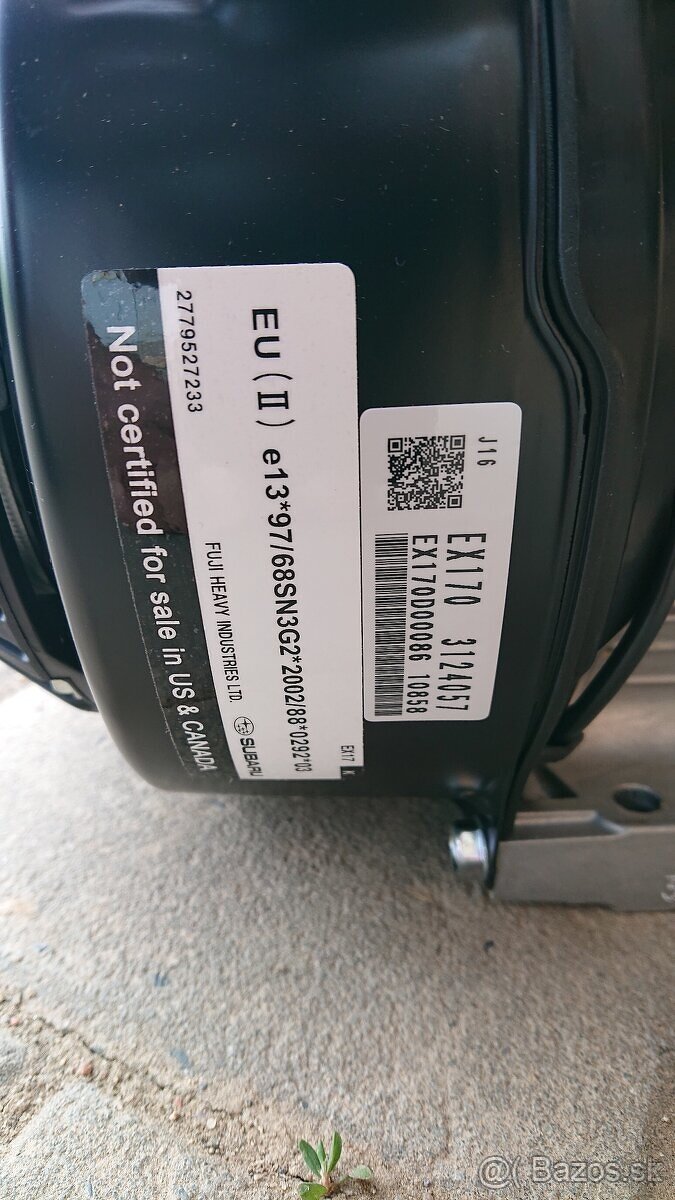 EU(II) e13*97/68SN3G2*2002/88*0292*03
EX17 K
2779527233
FUJI HEAVY INDUSTRIES LTD. SUBARU
Not certified for sale in US & CANADA
J16
EX170 3124057
EX170D00086 10858
@( Bazos.sk